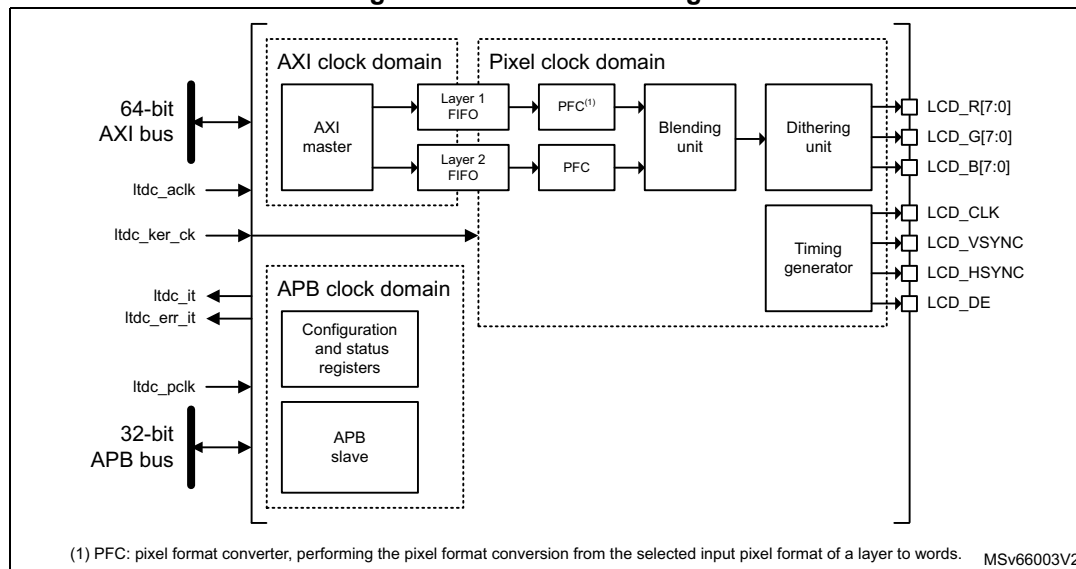 AXI clock domain
Pixel clock domain
64-bit
AXI bus
AXI
master
Layer 1
FIFO
Layer 2
FIFO
PFC(1)
PFC
Blending
unit
Dithering
unit
LCD_R[7:0]
LCD_G[7:0]
LCD_B[7:0]
ltdc_aclk
ltdc_ker_ck
Timing
generator
LCD_CLK
LCD_VSYNC
LCD_HSYNC
LCD_DE
ltdc_it
ltdc_err_it
APB clock domain
Configuration
and status
registers
ltdc_pclk
32-bit
APB bus
APB
slave
(1) PFC: pixel format converter, performing the pixel format conversion from the selected input pixel format of a layer to words.
MSv66003V2